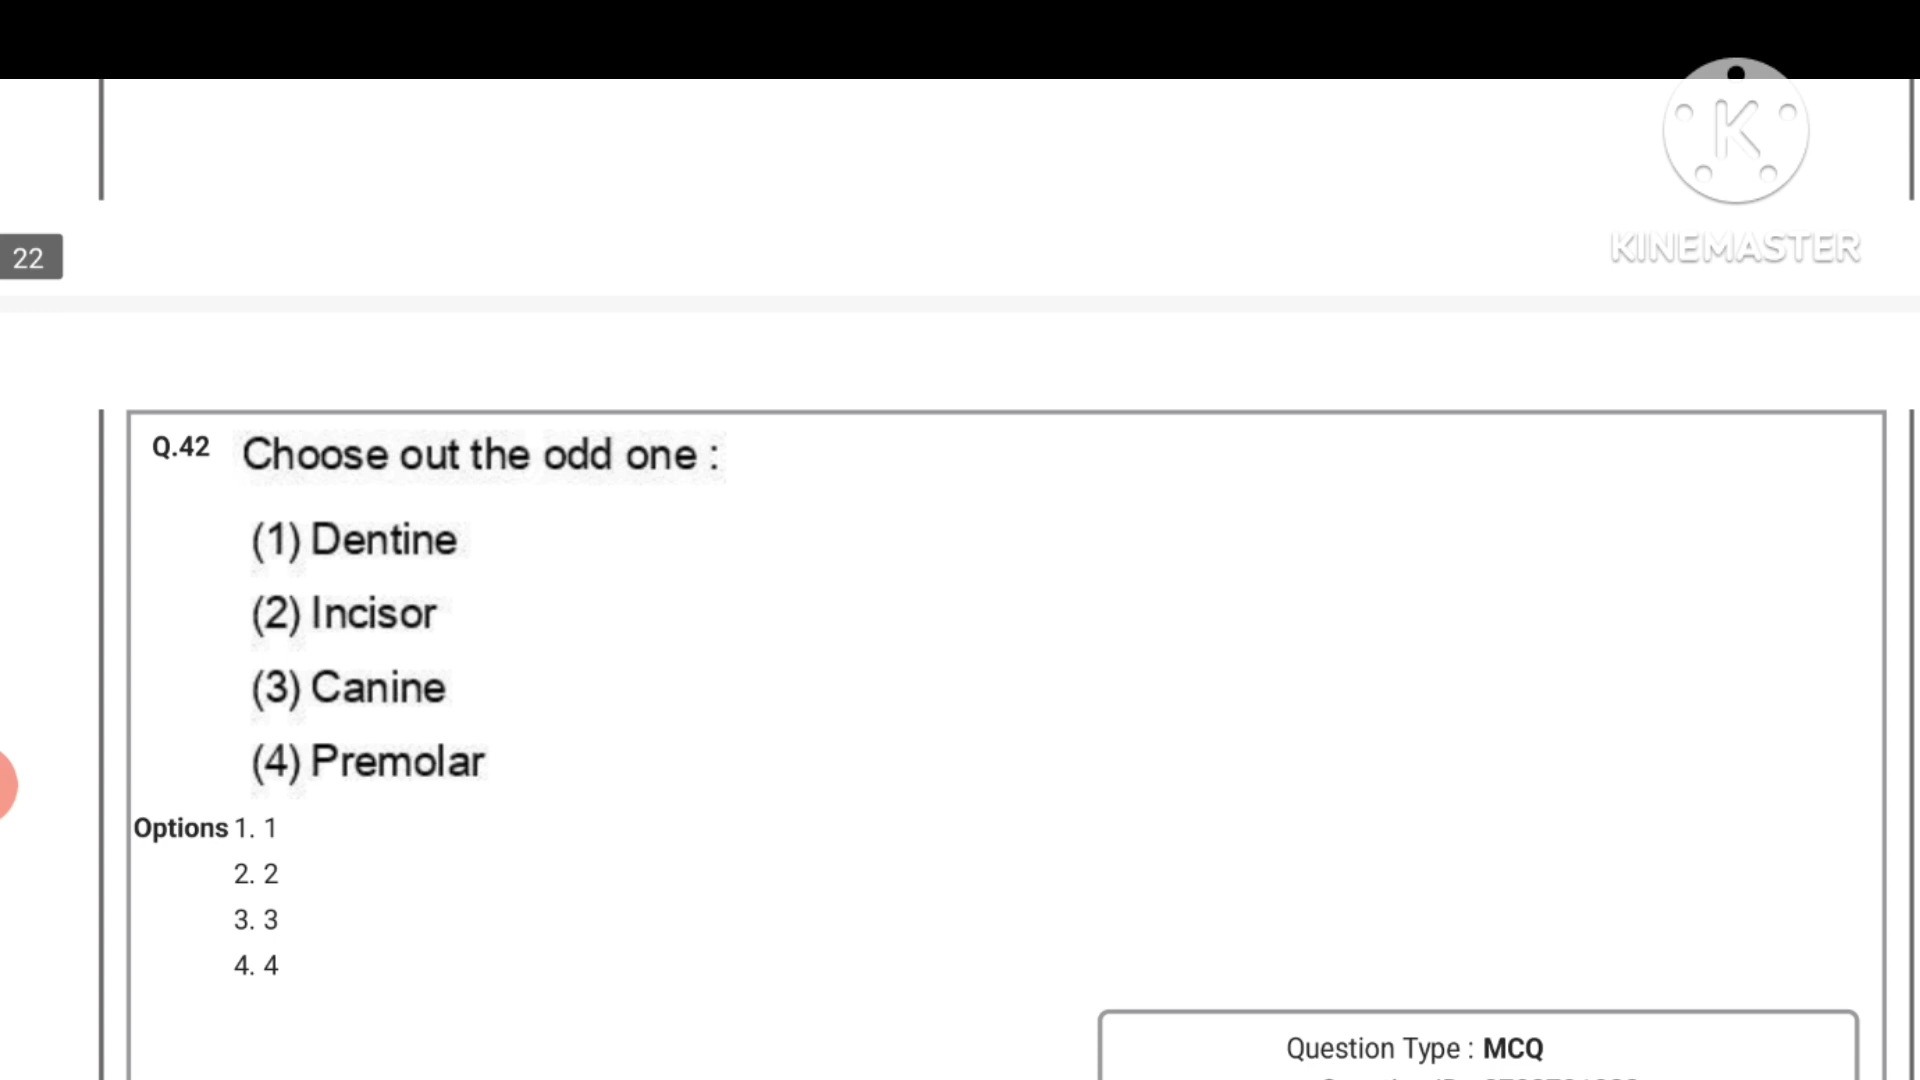 KINEMASTER
22
Q.42 Choose out the odd one :
(1) Dentine
(2) Incisor
(3) Canine
(4) Premolar
Options 1. 1
2. 2
3. 3
4. 4
Question Type : MCQ